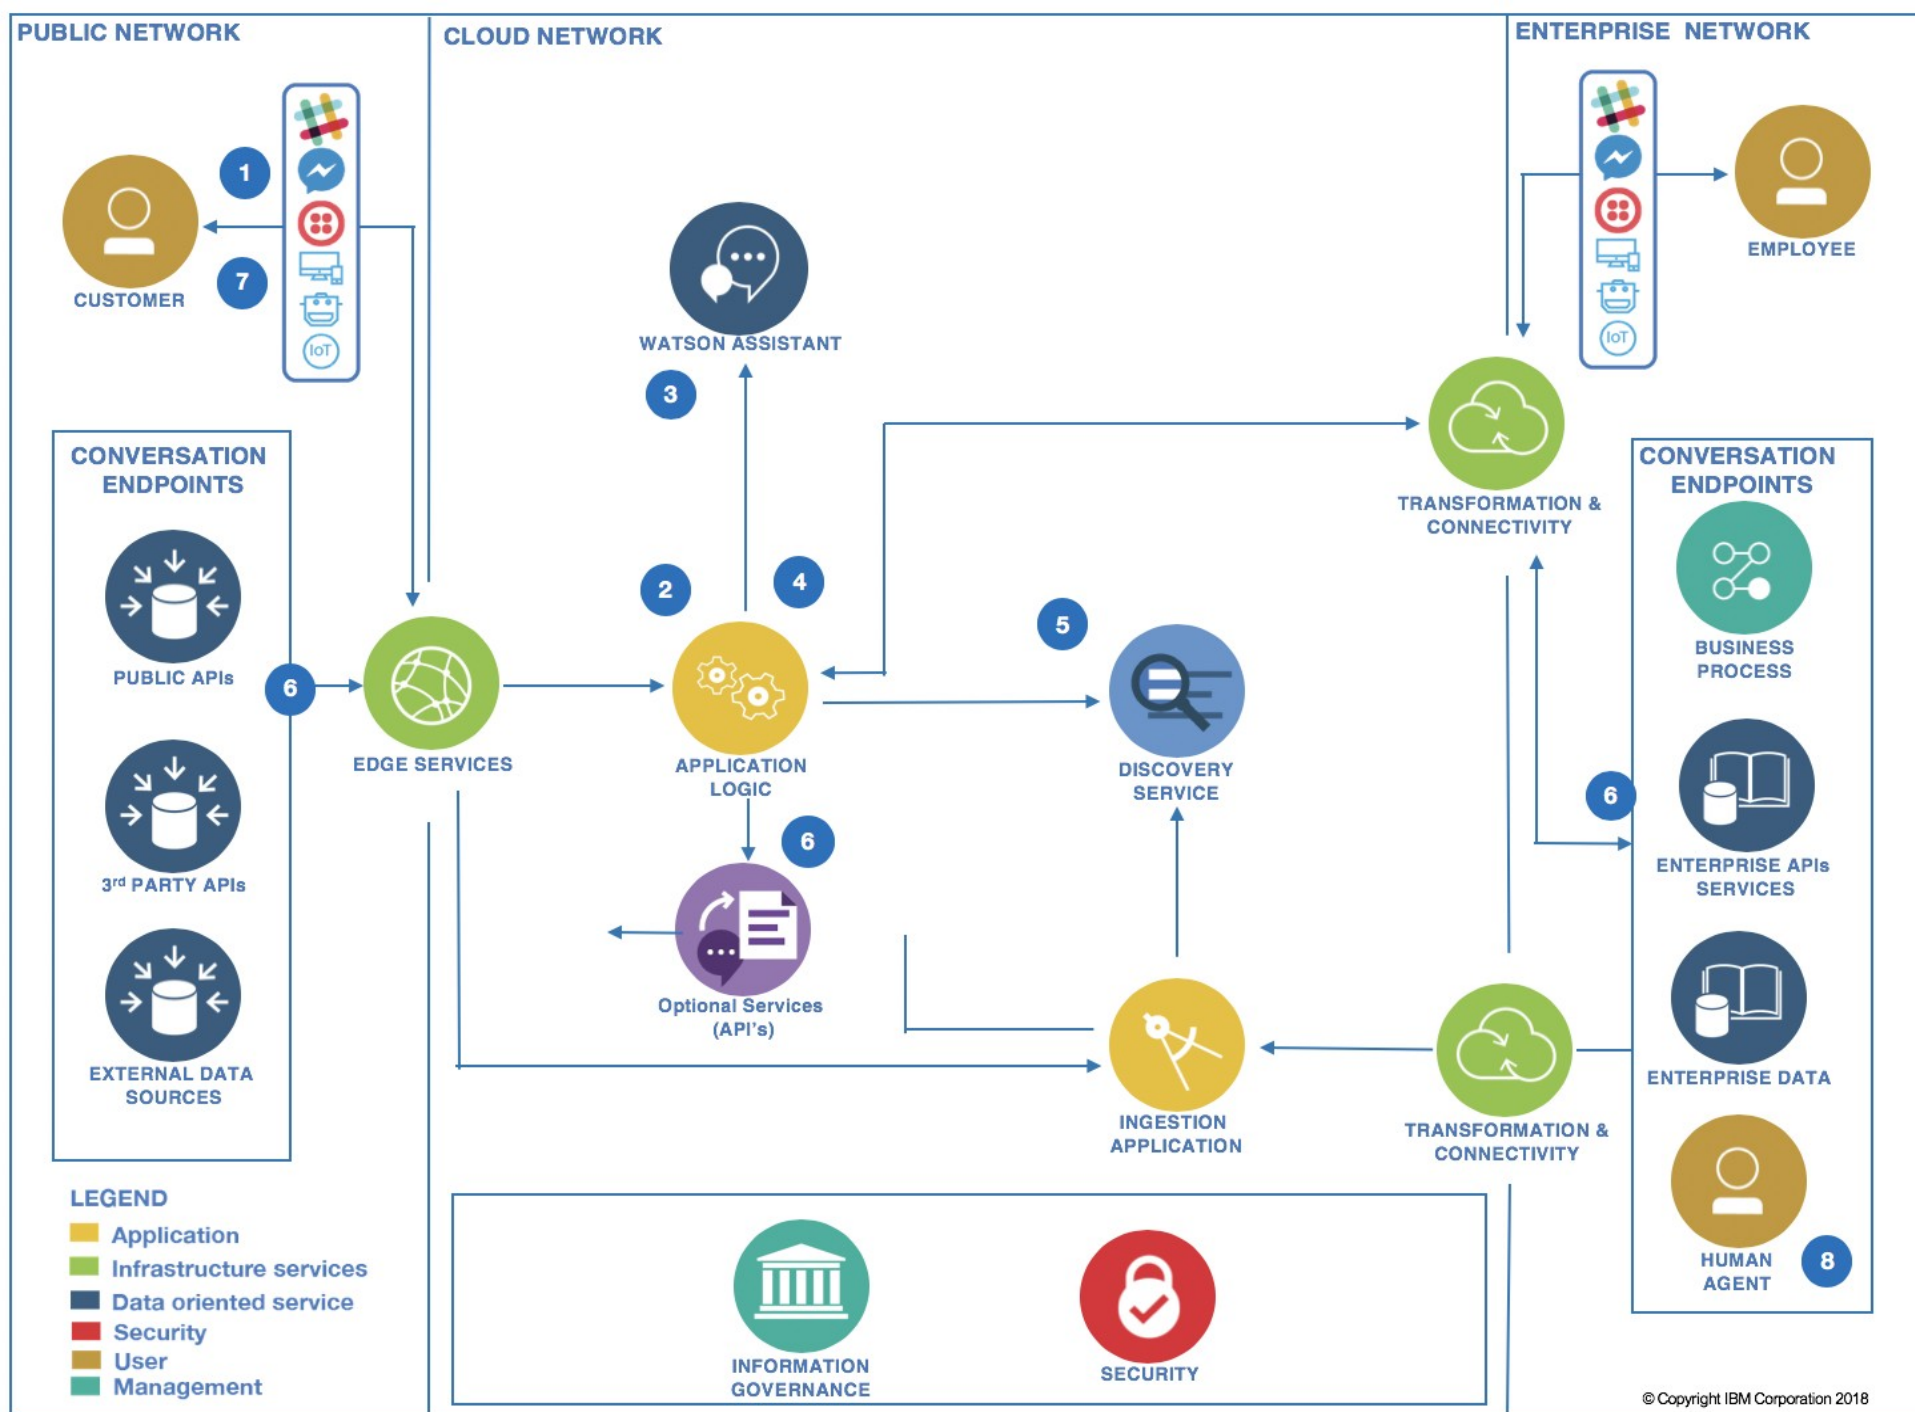 PUBLIC NETWORK
CLOUD NETWORK
ENTERPRISE NETWORK
1
7
CUSTOMER
IoT
WATSON ASSISTANT
3
IoT
EMPLOYEE
CONVERSATION
ENDPOINTS
PUBLIC APIs
3rd PARTY APIs
EXTERNAL DATA
SOURCES
6
EDGE SERVICES
2
4
APPLICATION
LOGIC
5
DISCOVERY
SERVICE
6
Optional Services
(API's)
INGESTION
APPLICATION
TRANSFORMATION &
CONNECTIVITY
TRANSFORMATION &
CONNECTIVITY
CONVERSATION
ENDPOINTS
BUSINESS
PROCESS
6
ENTERPRISE APIs
SERVICES
ENTERPRISE DATA
HUMAN
AGENT
8
LEGEND
Application
Infrastructure services
Data oriented service
Security
User
Management
INFORMATION
GOVERNANCE
SECURITY
© Copyright IBM Corporation 2018